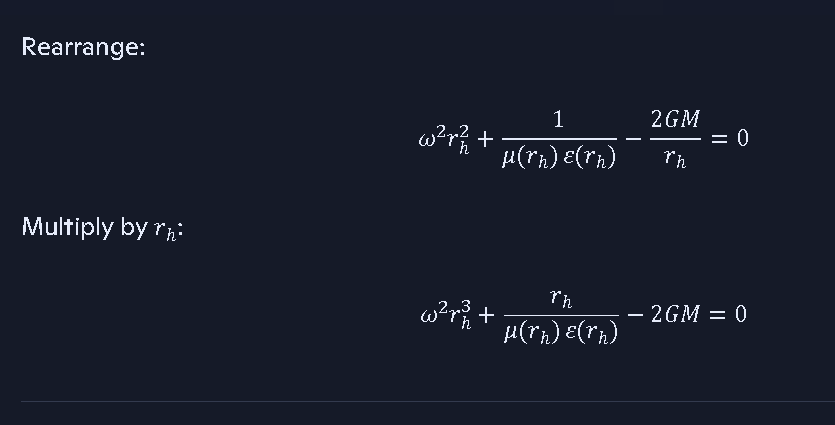 Rearrange:
ω²r_h² + 1/(μ(r_h) ε(r_h)) − 2GM/r_h = 0
Multiply by r_h:
ω²r_h³ + r_h/(μ(r_h) ε(r_h)) − 2GM = 0